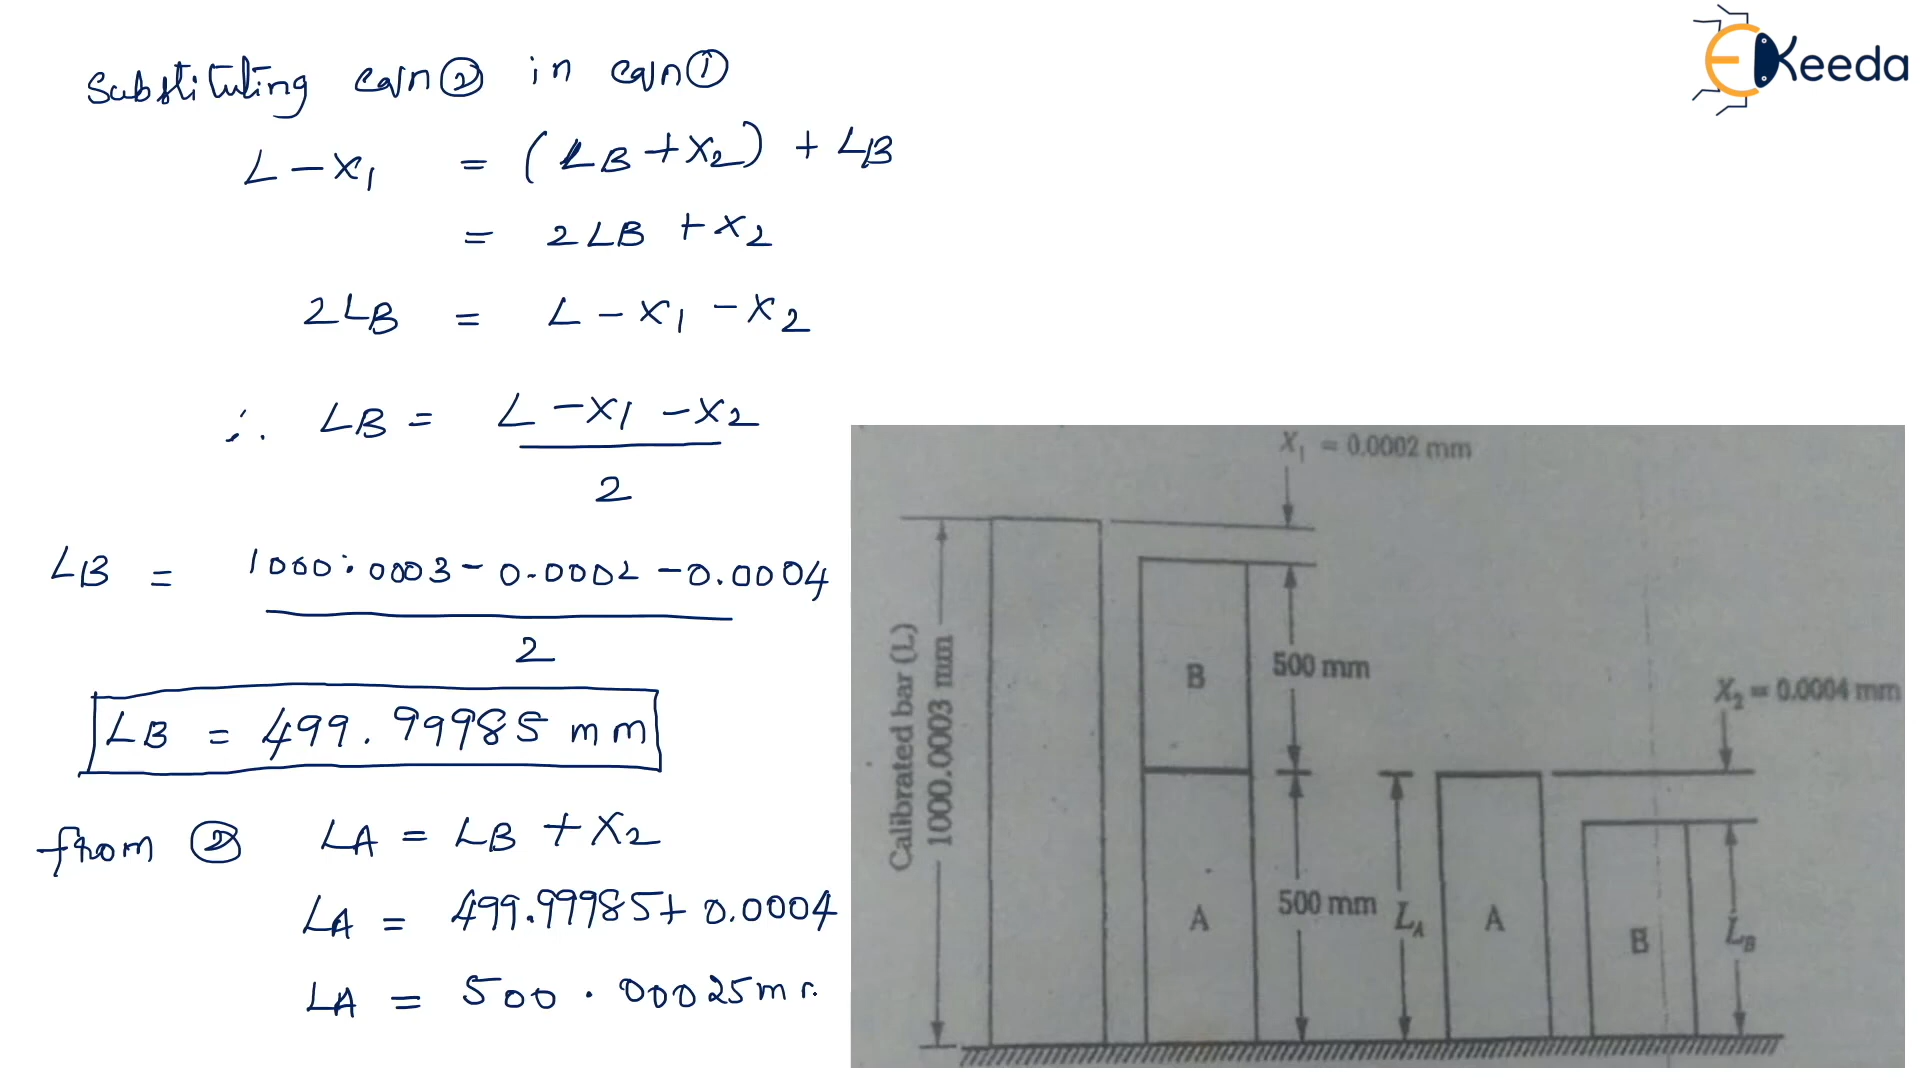 Substituting eqn ② in eqn ①
L - X1 = (LB + X2) + LB
= 2LB + X2
2LB = L - X1 - X2
∴ LB = L - X1 - X2
2
LB = 1000.0003 - 0.0002 - 0.0004
2
LB = 499.99985 mm
from ② LA = LB + X2
LA = 499.99985 + 0.0004
LA = 500.00025 m
EKeeda
X1 = 0.0002 mm
Calibrated bar (L)
1000.0003 mm
B
500 mm
A
500 mm
LA
A
X2 = 0.0004 mm
B
LB